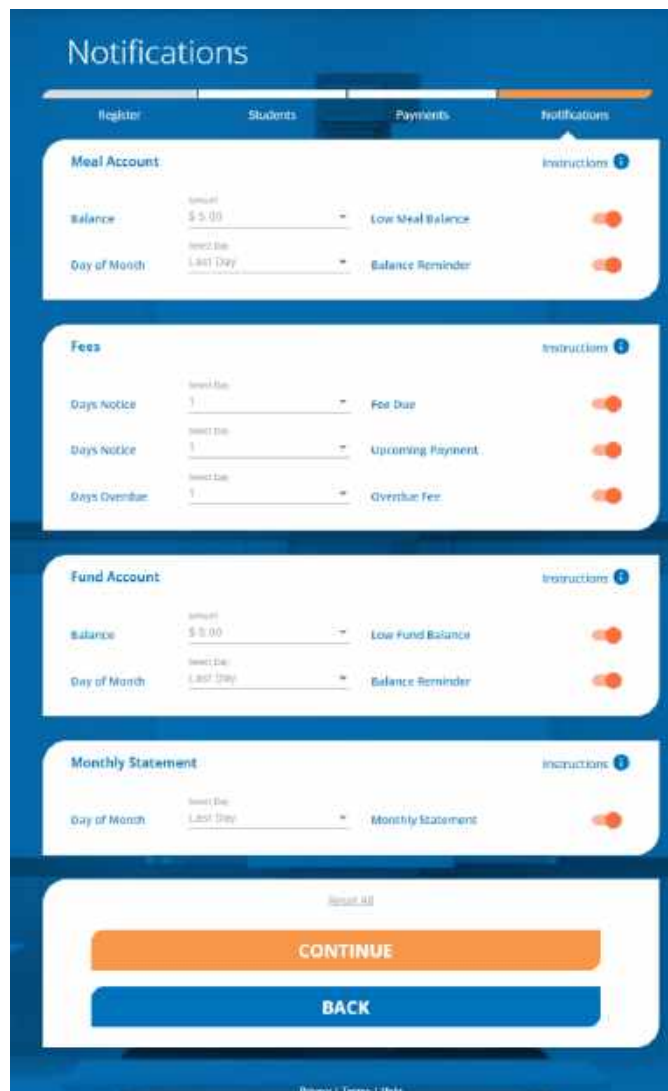 Notifications
Register Students Payments Notifications
Meal Account Instructions
Amount
Balance $ 5.00 Low Meal Balance
Select Day
Day of Month Last Day Balance Reminder
Fees Instructions
Select Day
Days Notice 1 Fee Due
Select Day
Days Notice 1 Upcoming Payment
Select Day
Days Overdue 1 Overdue Fee
Fund Account Instructions
Amount
Balance $ 5.00 Low Fund Balance
Select Day
Day of Month Last Day Balance Reminder
Monthly Statement Instructions
Select Day
Day of Month Last Day Monthly Statement
Reset All
CONTINUE
BACK
Privacy | Terms | Help